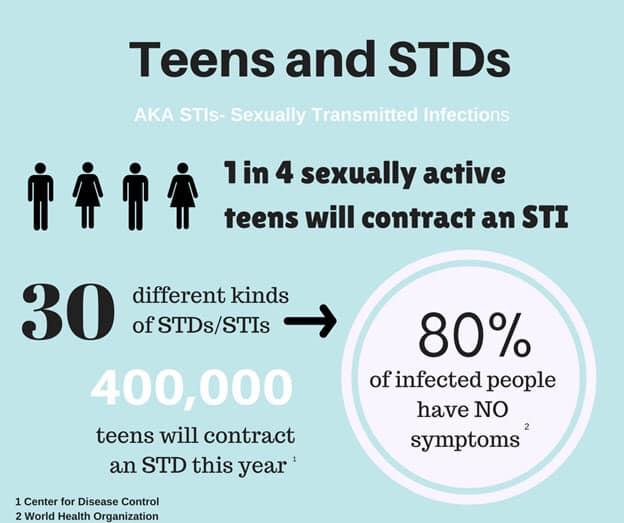 Teens and STDs
AKA STIs- Sexually Transmitted Infections
1 in 4 sexually active
teens will contract an STI
30
different kinds
of STDs/STIs
400,000
teens will contract
an STD this year 1
80%
of infected people
have NO
symptoms 2
1 Center for Disease Control
2 World Health Organization